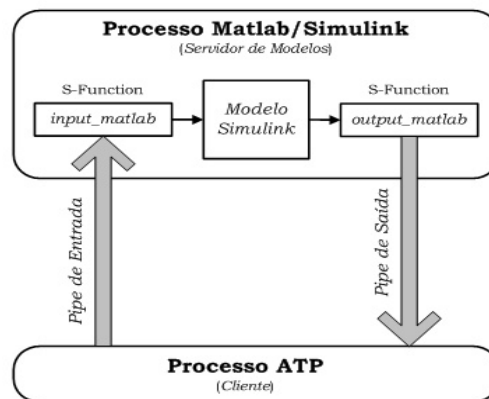 Processo Matlab/Simulink
(Servidor de Modelos)
S-Function
S-Function
input_matlab
Modelo
Simulink
output_matlab
Pipe de Entrada
Pipe de Saída
Processo ATP
(Cliente)